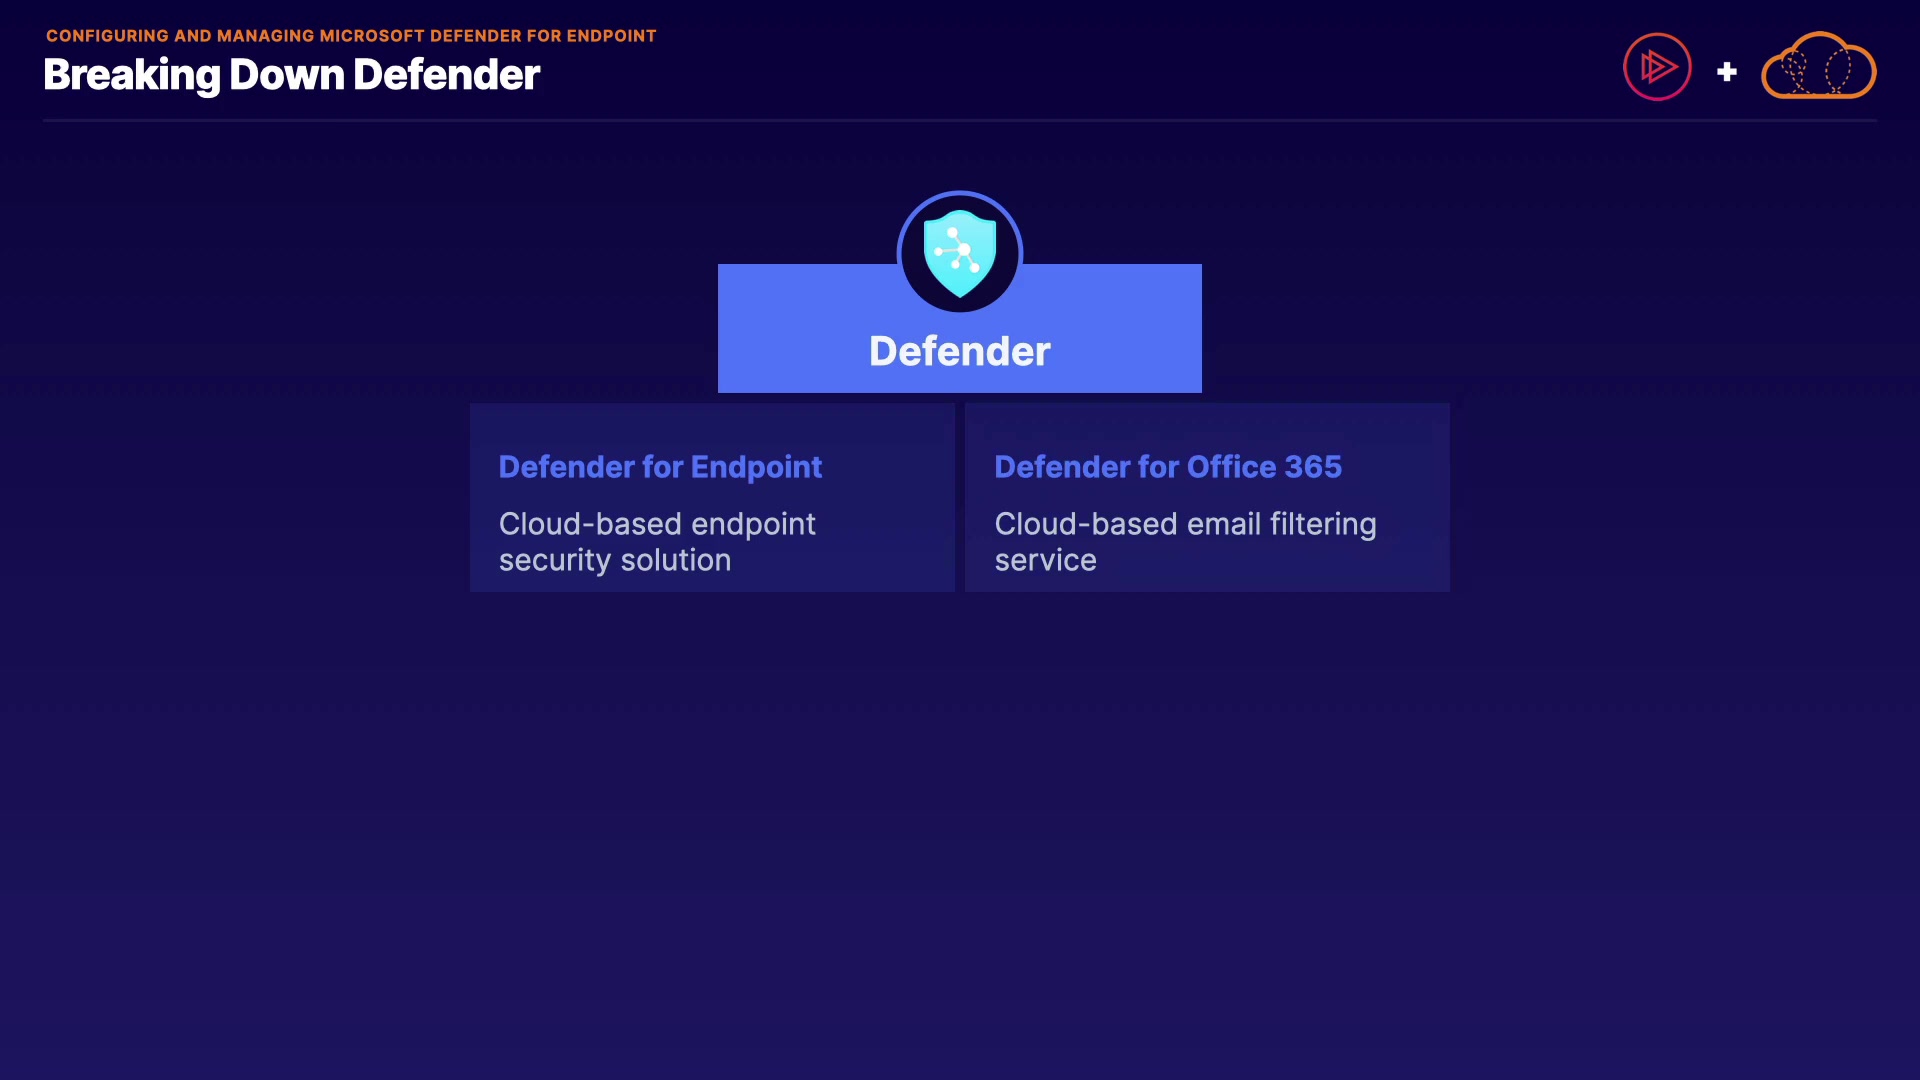 CONFIGURING AND MANAGING MICROSOFT DEFENDER FOR ENDPOINT
Breaking Down Defender
+
Defender
Defender for Endpoint
Cloud-based endpoint
security solution
Defender for Office 365
Cloud-based email filtering
service